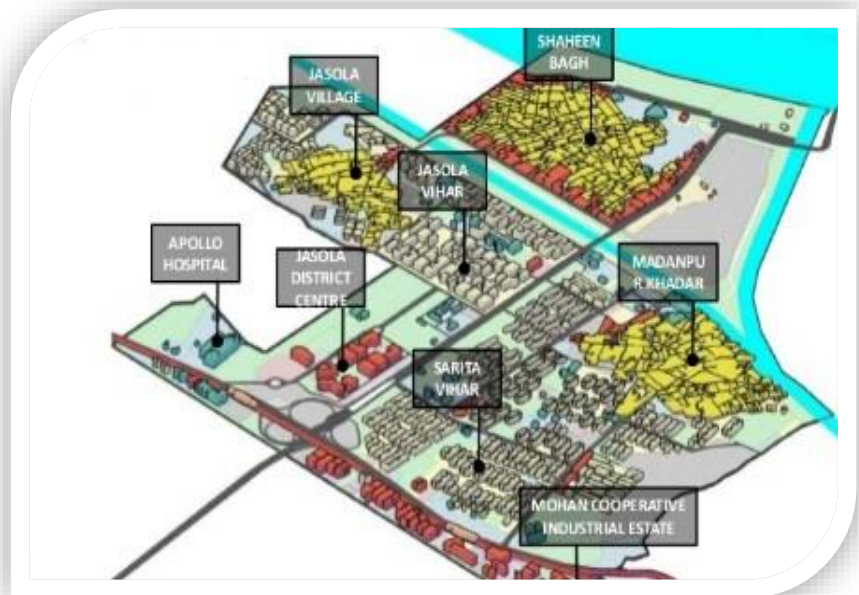 SHAHEEN
BAGH
JASOLA
VILLAGE
JASOLA
VIHAR
APOLLO
HOSPITAL
JASOLA
DISTRICT
CENTRE
MADANPU
R KHADAR
SARITA
VIHAR
MOHAN COOPERATIVE
INDUSTRIAL ESTATE